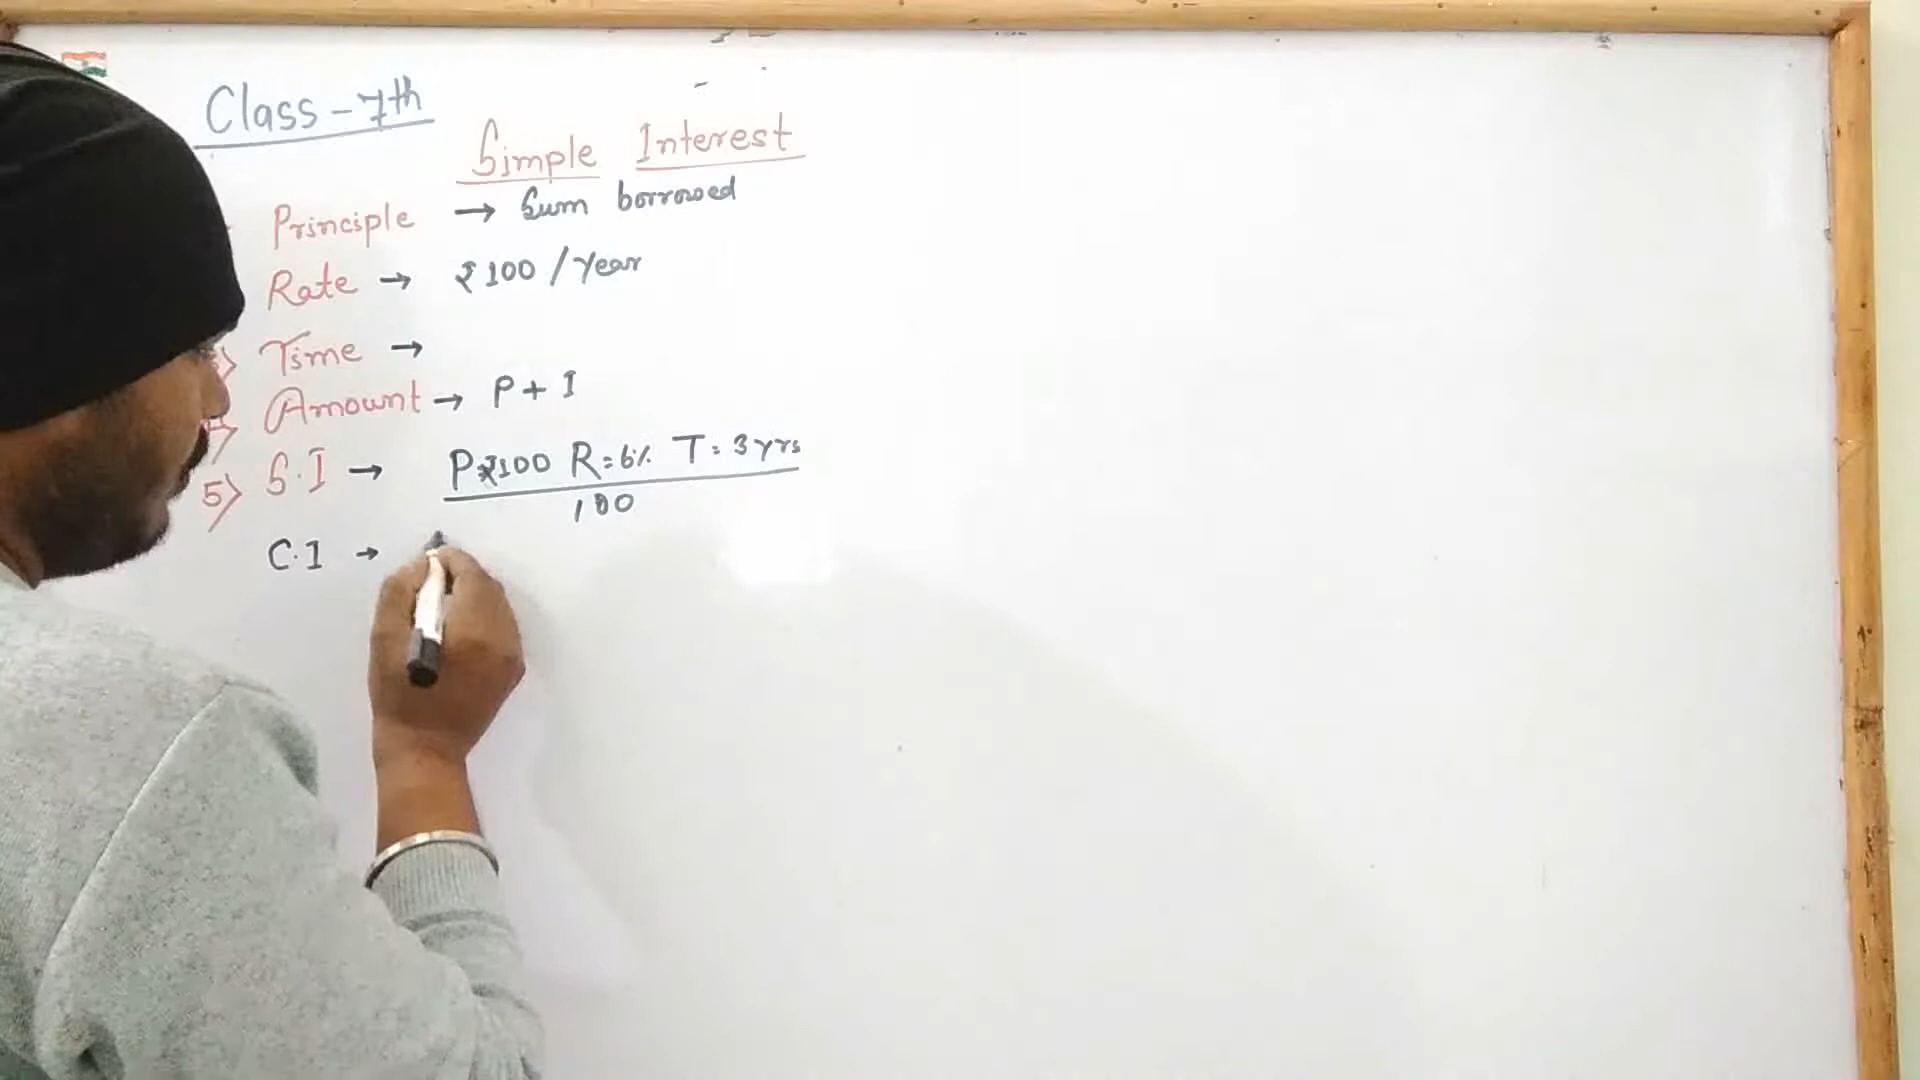 Class - 7th
Simple Interest
Principle → Sum borrowed
Rate → ₹100 / Year
Time →
Amount → P + I
5) S.I → P=₹100 R=6% T=3yrs
100
C.I →